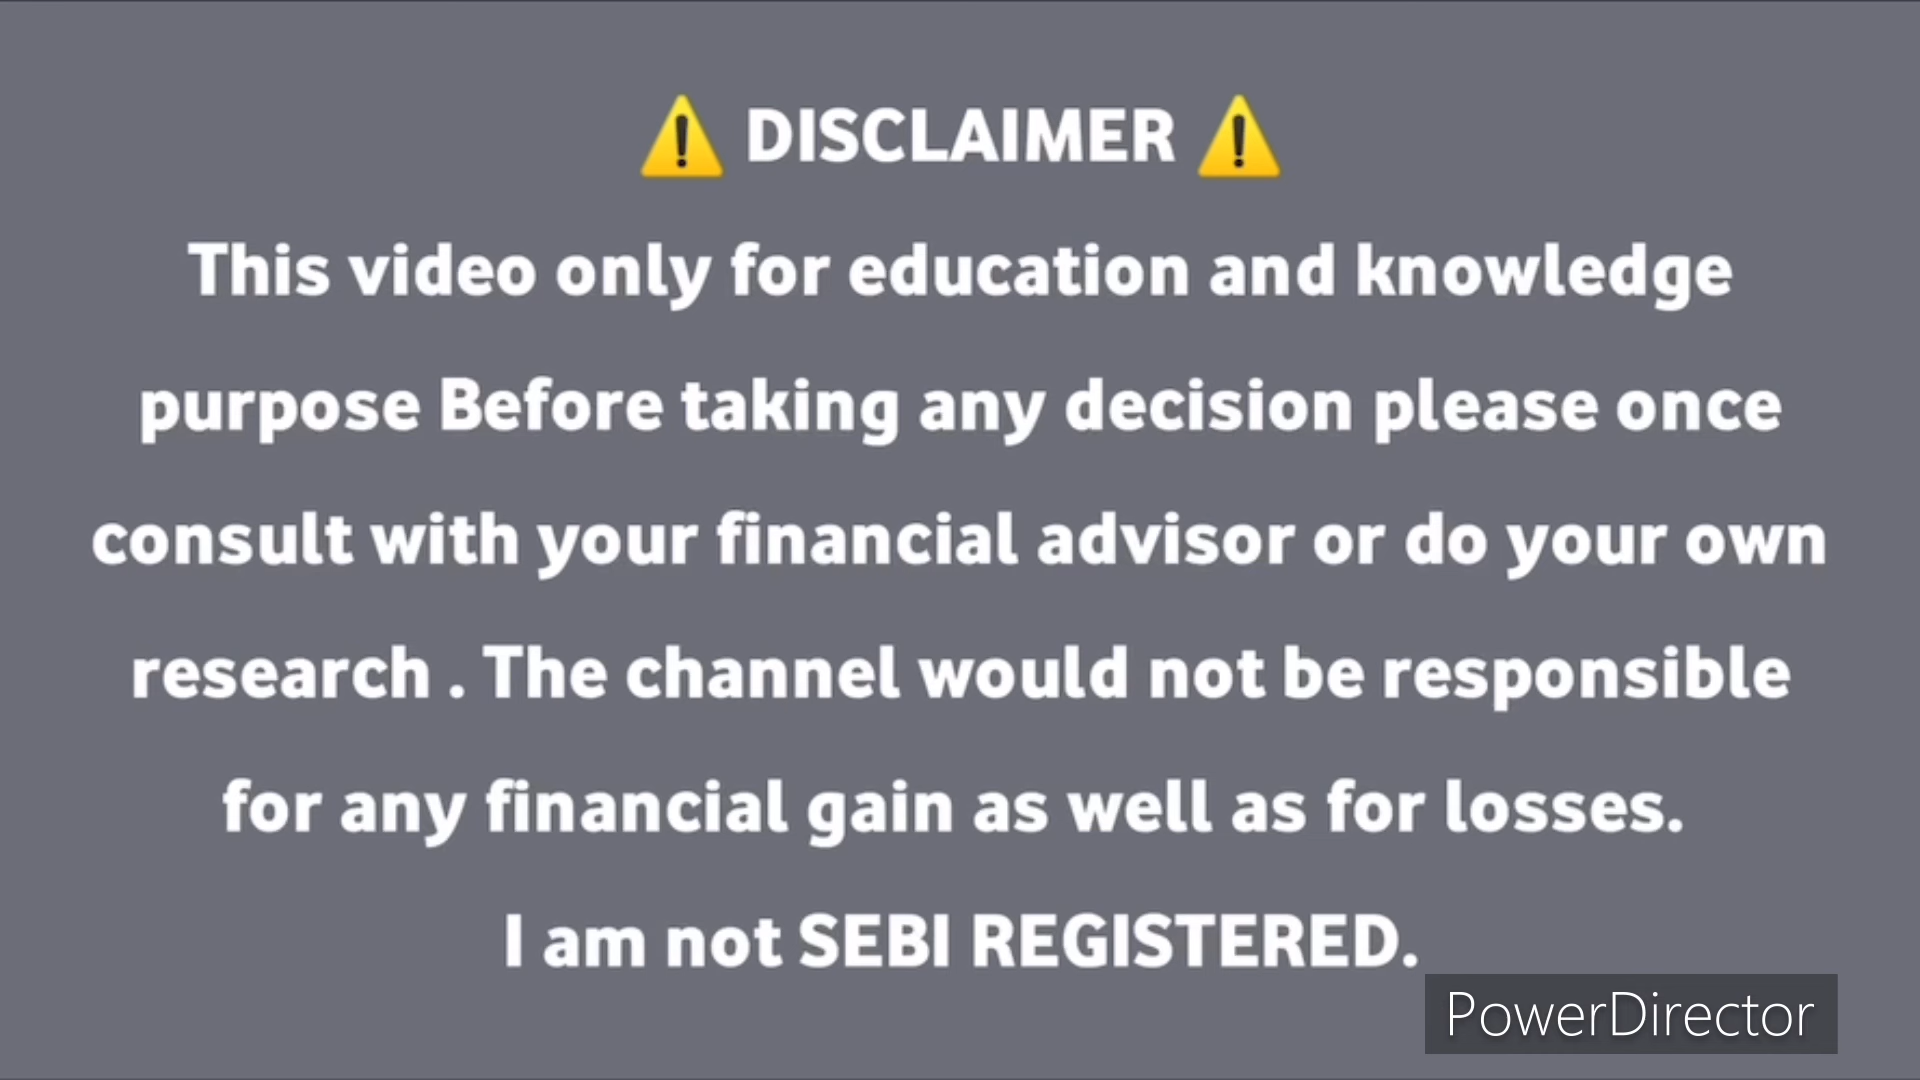 ⚠️ DISCLAIMER ⚠️
This video only for education and knowledge
purpose Before taking any decision please once
consult with your financial advisor or do your own
research . The channel would not be responsible
for any financial gain as well as for losses.
I am not SEBI REGISTERED.
PowerDirector